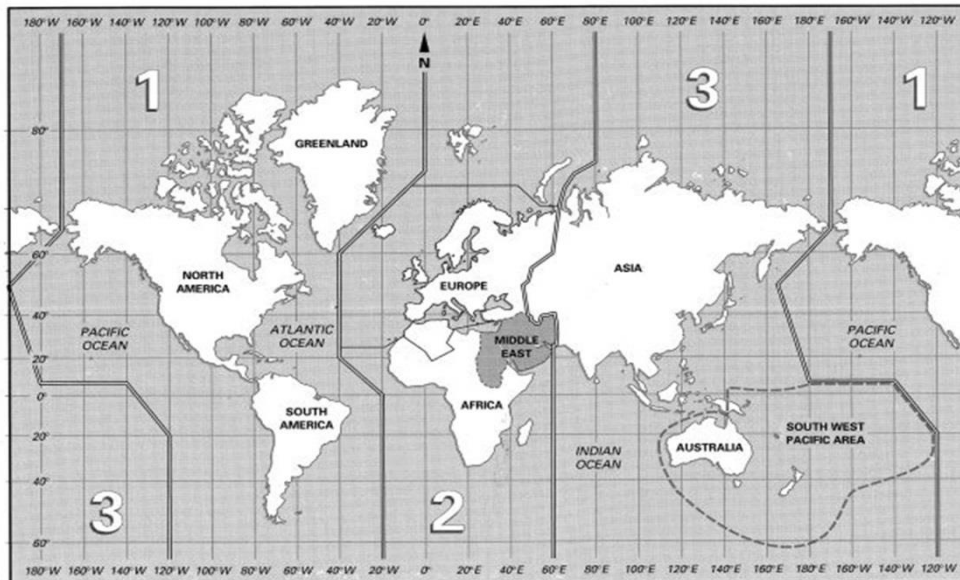 180° W 160° W 140° W 120° W 100° W 80° W 60° W 40° W 20° W 0° 20° E 40° E 60° E 80° E 100° E 120° E 140° E 160° E 180° W 160° W 140° W 120° W
N
1
3
1
80°
GREENLAND
60°
NORTH
AMERICA
EUROPE
ASIA
40°
PACIFIC
OCEAN
ATLANTIC
OCEAN
MIDDLE
EAST
PACIFIC
OCEAN
20°
0°
SOUTH
AMERICA
AFRICA
SOUTH WEST
PACIFIC AREA
20°
INDIAN
OCEAN
AUSTRALIA
40°
3
2
60°
180° W 160° W 140° W 120° W 100° W 80° W 60° W 40° W 20° W 0° 20° E 40° E 60° E 80° E 100° E 120° E 140° E 160° E 180° W 160° W 140° W 120° W